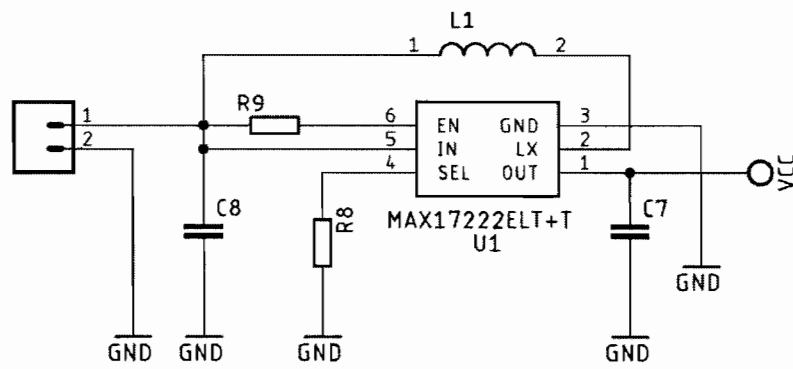 L1
1 2
R9
1 6 EN GND 3
2 5 IN LX 2
4 SEL OUT 1
VCC
C8
R8
MAX17222ELT+T
U1
C7
GND
GND GND GND GND